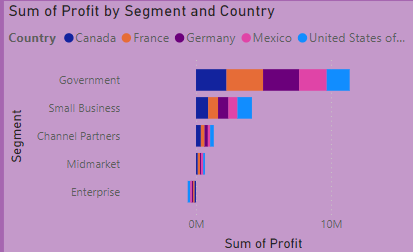 Sum of Profit by Segment and Country
Country Canada France Germany Mexico United States of...
Government
Small Business
Channel Partners
Midmarket
Enterprise
Segment
0M 10M
Sum of Profit